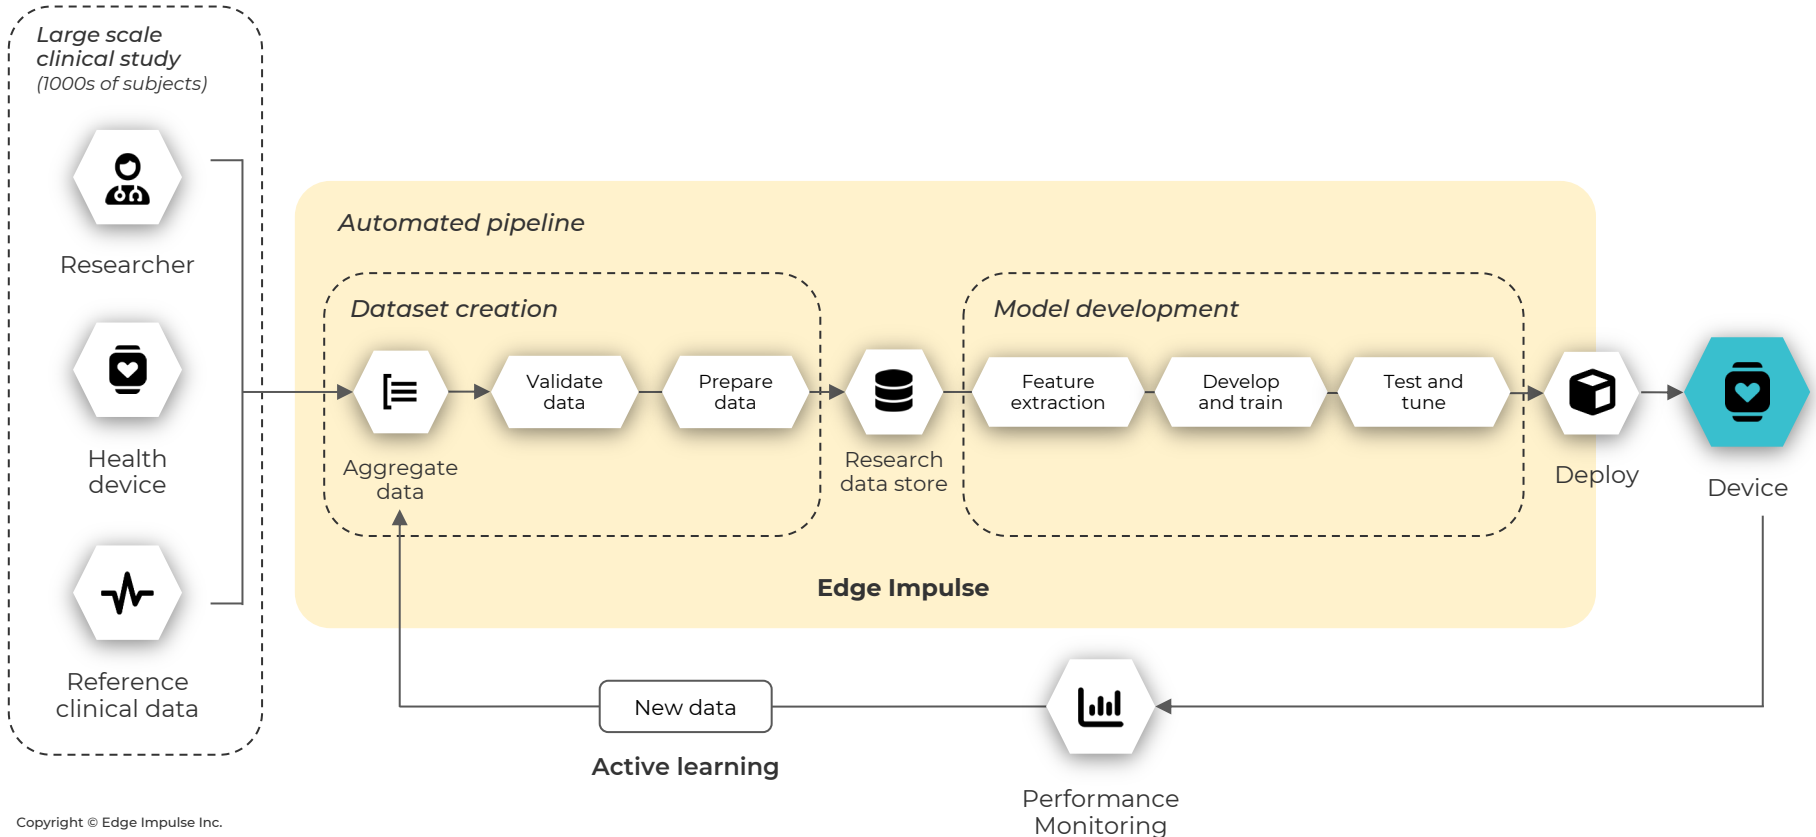 Large scale
clinical study
(1000s of subjects)
Researcher
Health
device
Reference
clinical data
Automated pipeline
Dataset creation
Aggregate
data
Validate
data
Prepare
data
Research
data store
Model development
Feature
extraction
Develop
and train
Test and
tune
Deploy
Device
Edge Impulse
New data
Active learning
Performance
Monitoring
Copyright © Edge Impulse Inc.